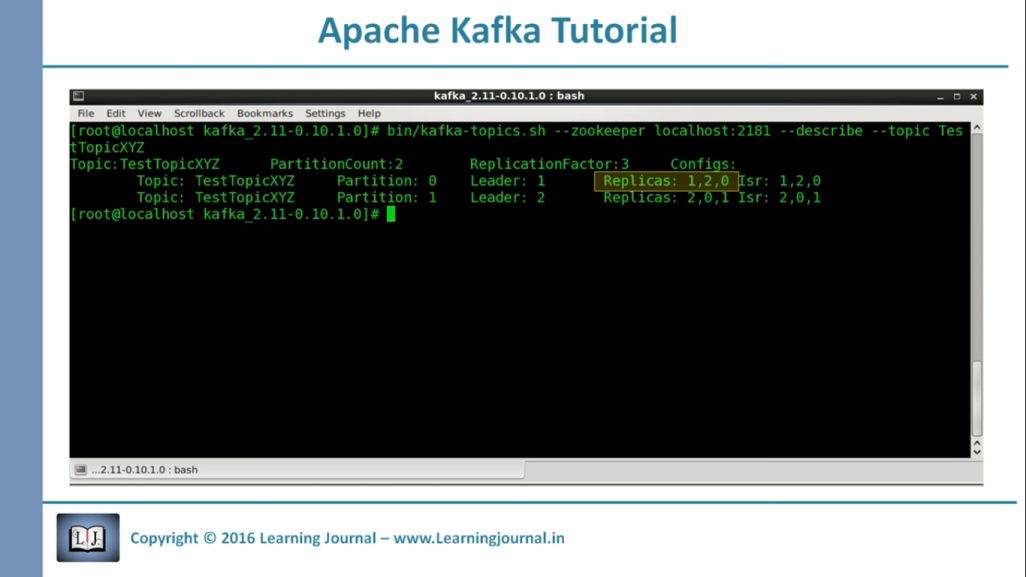 Apache Kafka Tutorial
kafka_2.11-0.10.1.0 : bash
File Edit View Scrollback Bookmarks Settings Help
[root@localhost kafka_2.11-0.10.1.0]# bin/kafka-topics.sh --zookeeper localhost:2181 --describe --topic Tes
tTopicXYZ
Topic:TestTopicXYZ PartitionCount:2 ReplicationFactor:3 Configs:
Topic: TestTopicXYZ Partition: 0 Leader: 1 Replicas: 1,2,0 Isr: 1,2,0
Topic: TestTopicXYZ Partition: 1 Leader: 2 Replicas: 2,0,1 Isr: 2,0,1
[root@localhost kafka_2.11-0.10.1.0]#
...2.11-0.10.1.0 : bash
L J
Copyright © 2016 Learning Journal – www.Learningjournal.in